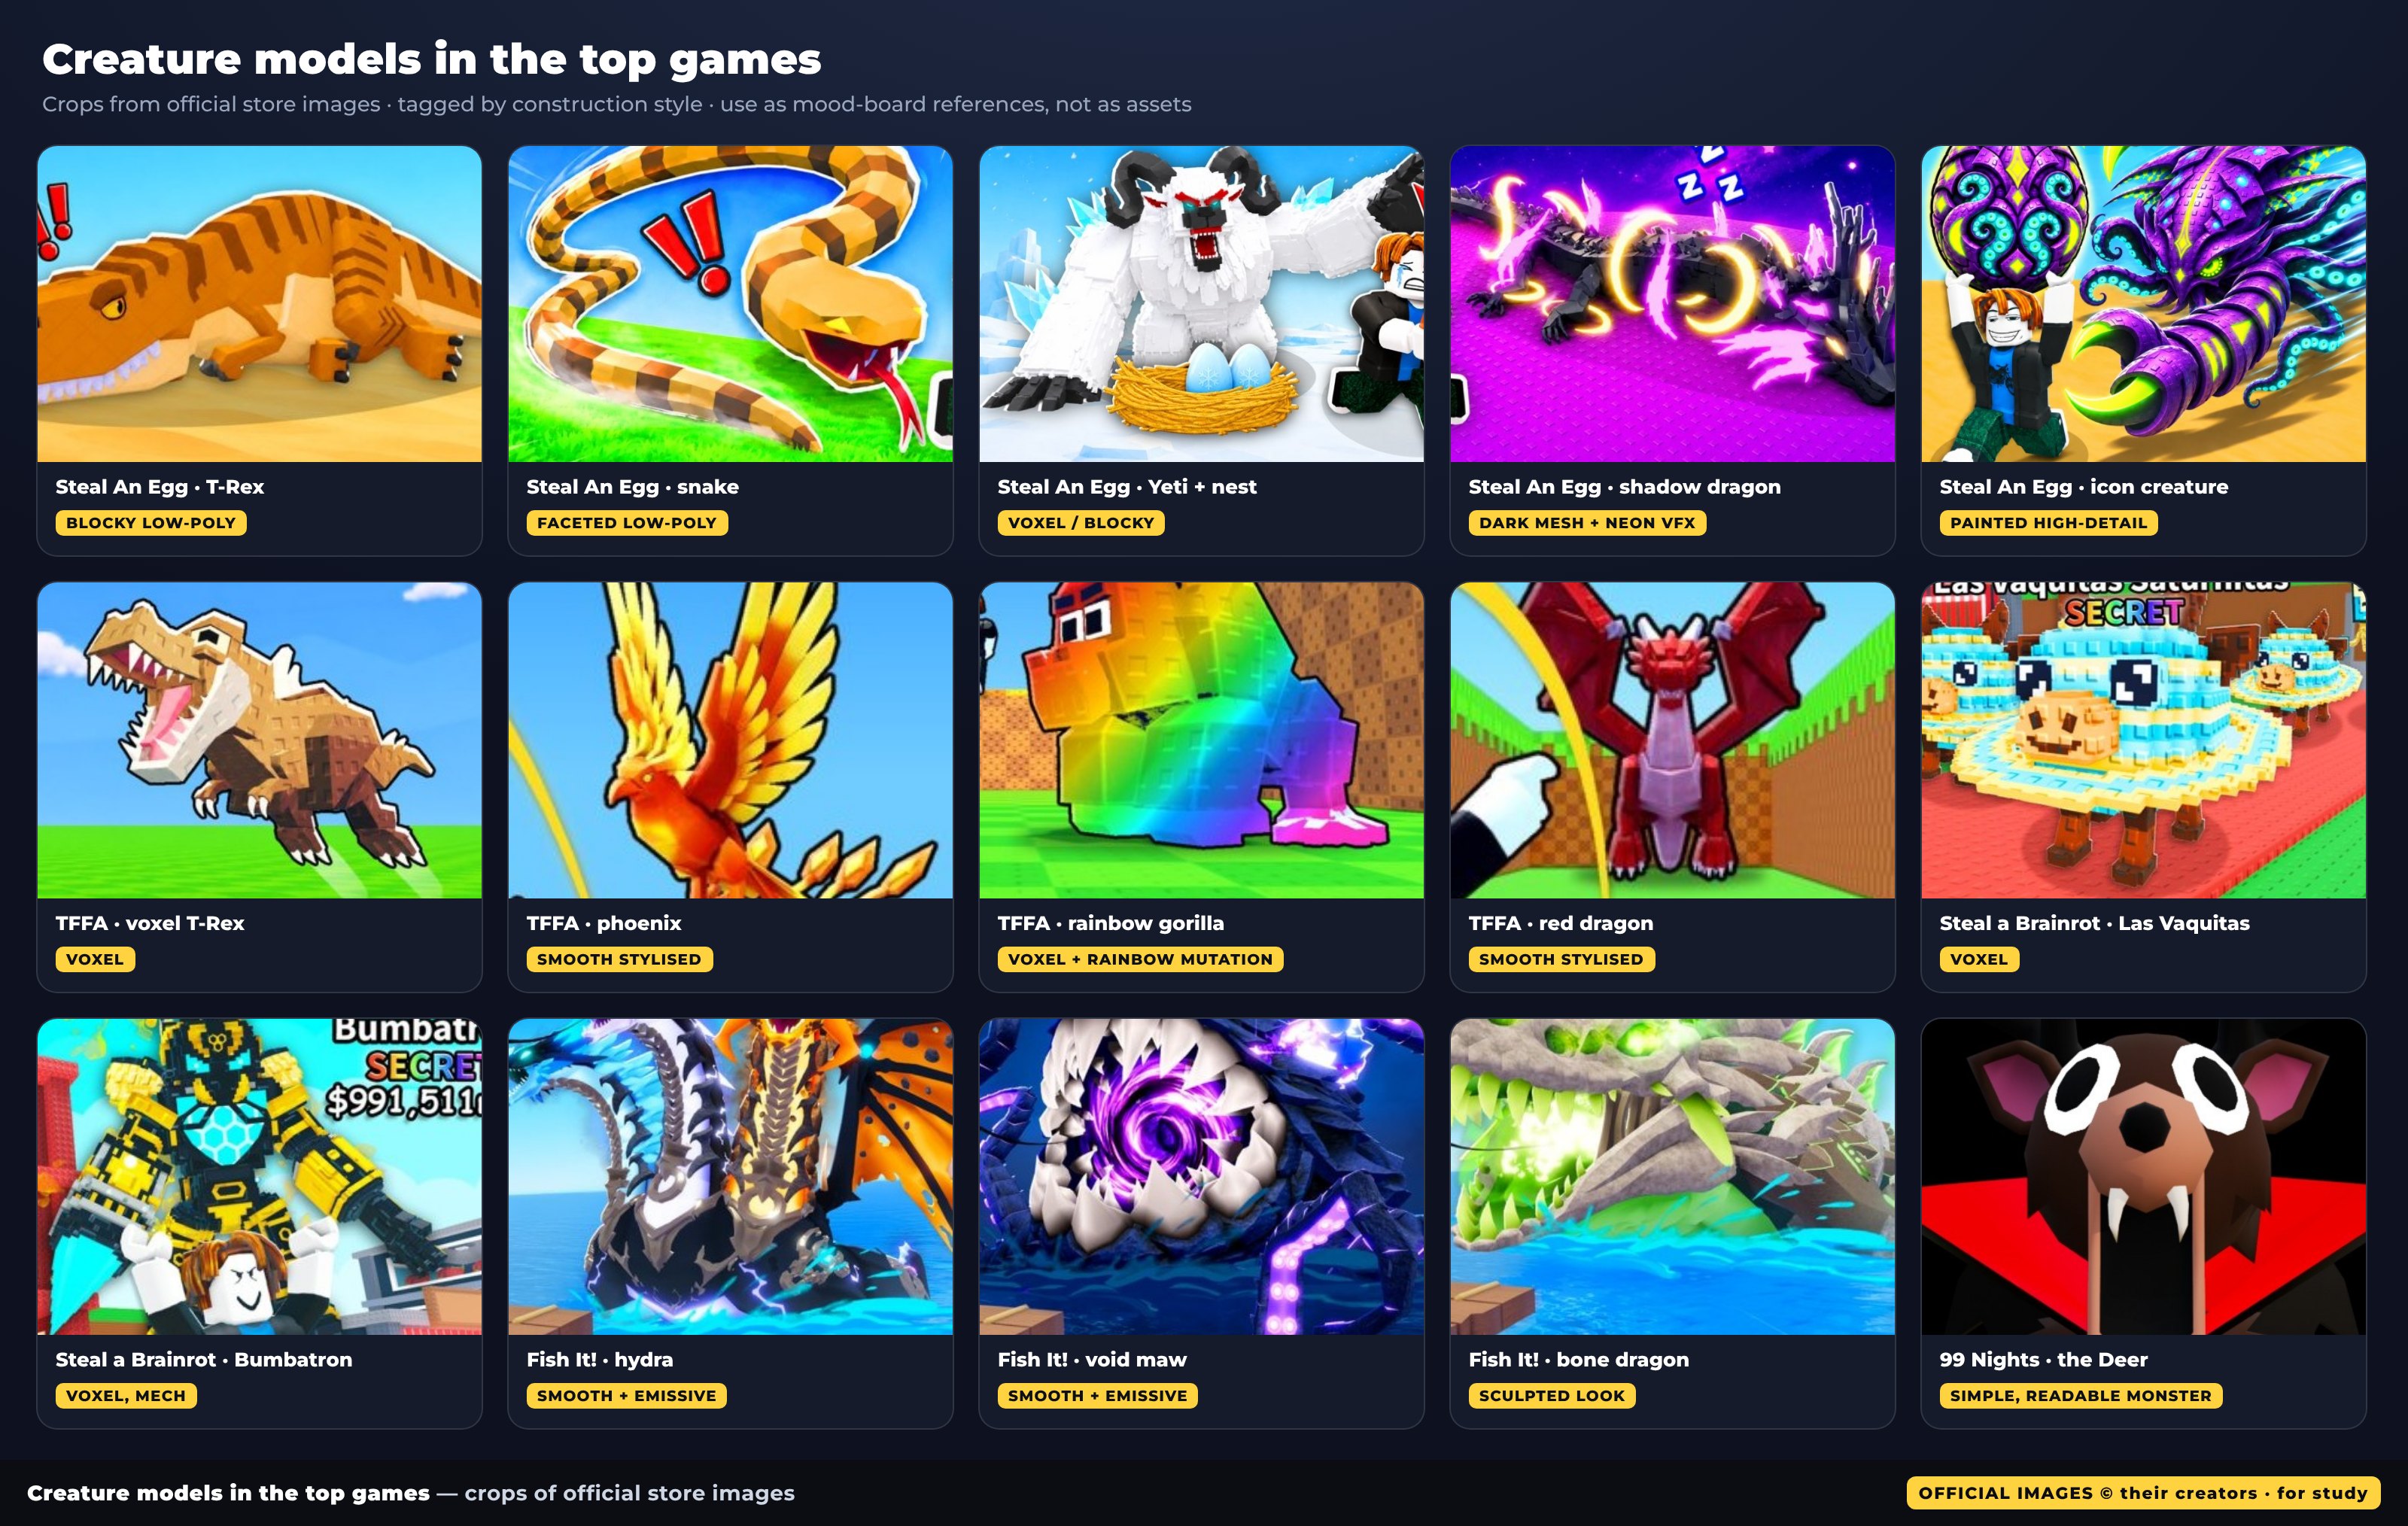 Creature models in the top games
Crops from official store images · tagged by construction style · use as mood-board references, not as assets
Z
Z
Z
Steal An Egg · T-Rex
BLOCKY LOW-POLY
Steal An Egg · snake
FACETED LOW-POLY
Steal An Egg · Yeti + nest
VOXEL / BLOCKY
Steal An Egg · shadow dragon
DARK MESH + NEON VFX
Steal An Egg · icon creature
PAINTED HIGH-DETAIL
Las Vaquitas Saturnitas
SECRET
TFFA · voxel T-Rex
VOXEL
TFFA · phoenix
SMOOTH STYLISED
TFFA · rainbow gorilla
VOXEL + RAINBOW MUTATION
TFFA · red dragon
SMOOTH STYLISED
Steal a Brainrot · Las Vaquitas
VOXEL
Bumbatr
SECRET
$991,511
Steal a Brainrot · Bumbatron
VOXEL, MECH
Fish It! · hydra
SMOOTH + EMISSIVE
Fish It! · void maw
SMOOTH + EMISSIVE
Fish It! · bone dragon
SCULPTED LOOK
99 Nights · the Deer
SIMPLE, READABLE MONSTER
Creature models in the top games — crops of official store images
OFFICIAL IMAGES © their creators · for study